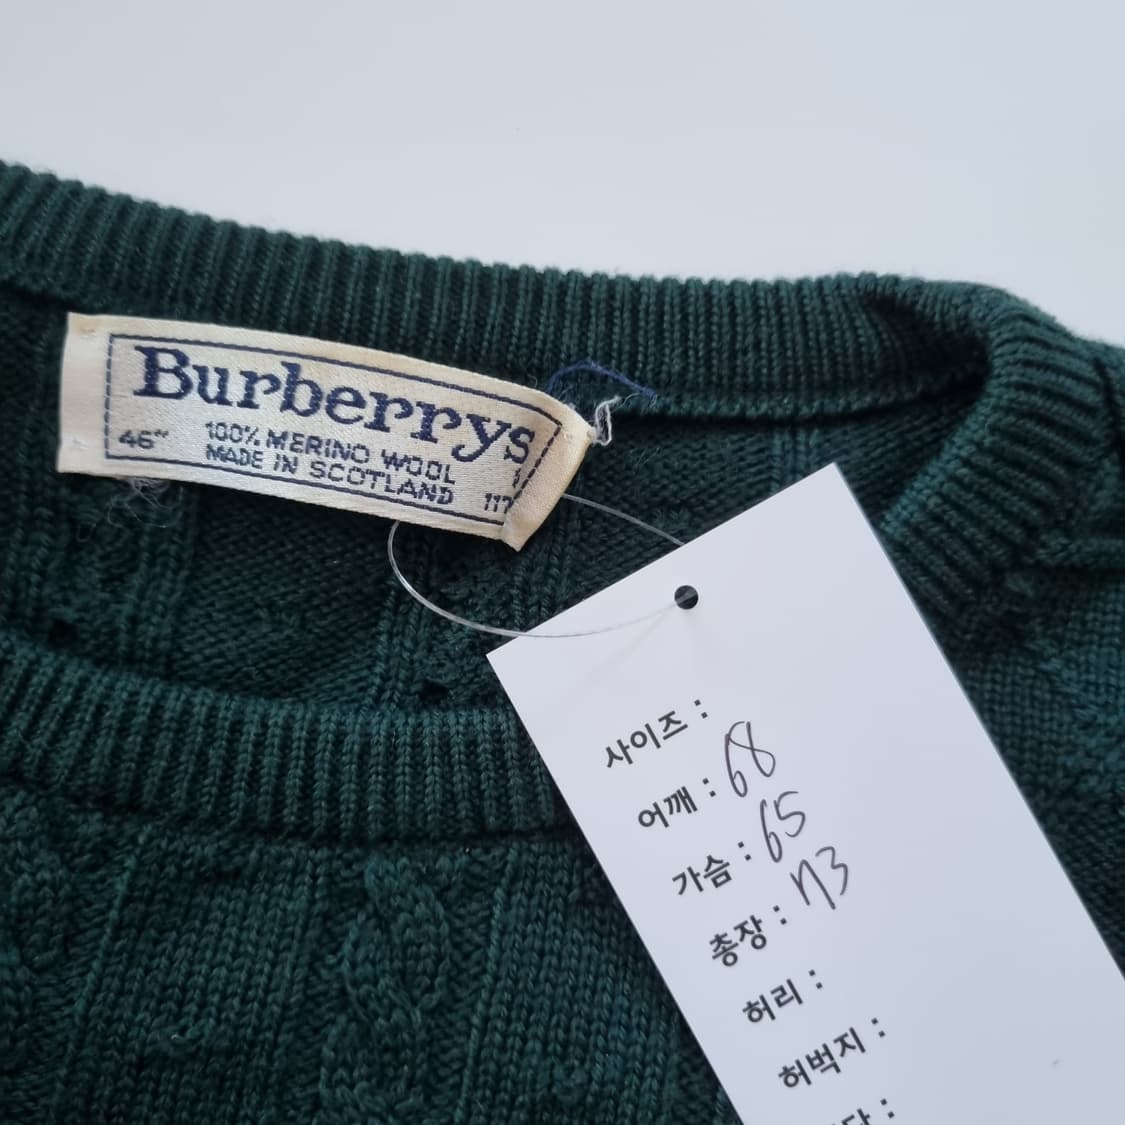 Burberrys
46" 100% MERINO WOOL
MADE IN SCOTLAND
사이즈 :
어깨 : 68
가슴 : 65
총장 : 73
허리 :
허벅지 :